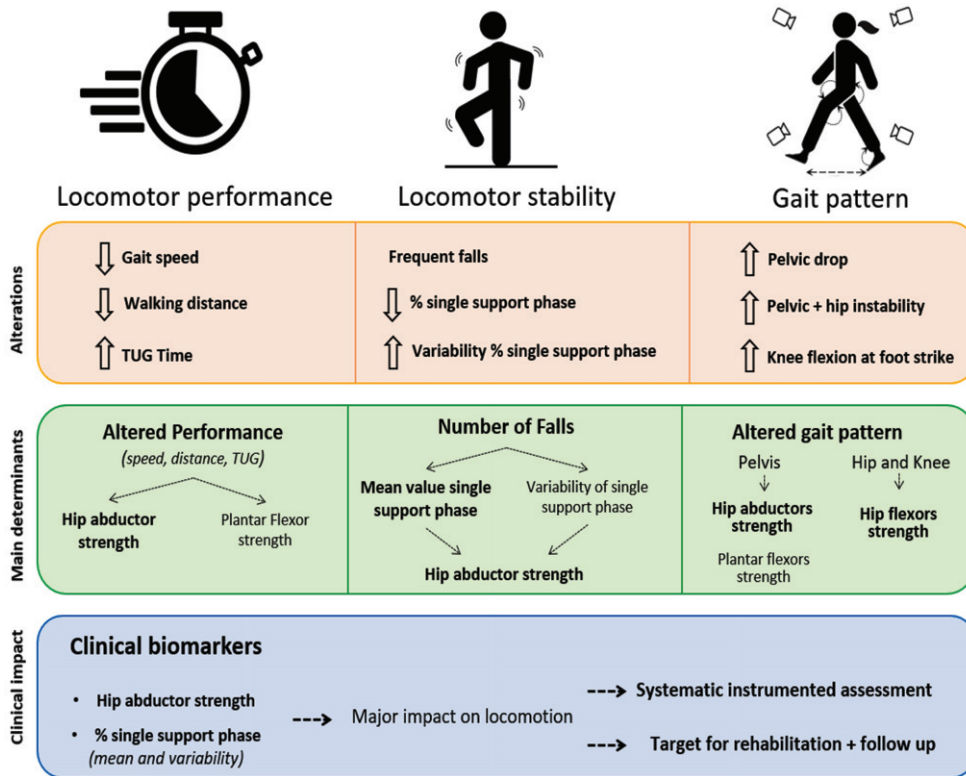 Locomotor performance
Locomotor stability
Gait pattern
Alterations
Gait speed
Walking distance
TUG Time
Frequent falls
% single support phase
Variability % single support phase
Pelvic drop
Pelvic + hip instability
Knee flexion at foot strike
Main determinants
Altered Performance
(speed, distance, TUG)
Hip abductor
strength
Plantar Flexor
strength
Number of Falls
Mean value single
support phase
Variability of single
support phase
Hip abductor strength
Altered gait pattern
Pelvis
Hip abductors
strength
Plantar flexors
strength
Hip and Knee
Hip flexors
strength
Clinical impact
Clinical biomarkers
• Hip abductor strength
• % single support phase
(mean and variability)
Major impact on locomotion
Systematic instrumented assessment
Target for rehabilitation + follow up